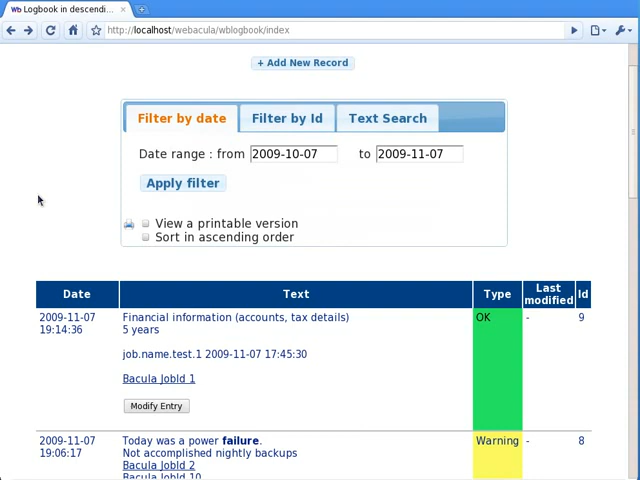 Logbook in descendi...
http://localhost/webacula/wblogbook/index
+ Add New Record
Filter by date Filter by Id Text Search
Date range : from 2009-10-07 to 2009-11-07
Apply filter
View a printable version
Sort in ascending order
Date Text Type Last modified Id
2009-11-07 Financial information (accounts, tax details) OK - 9
19:14:36 5 years
job.name.test.1 2009-11-07 17:45:30
Bacula JobId 1
Modify Entry
2009-11-07 Today was a power failure. Warning - 8
19:06:17 Not accomplished nightly backups
Bacula JobId 2
Bacula JobId 10